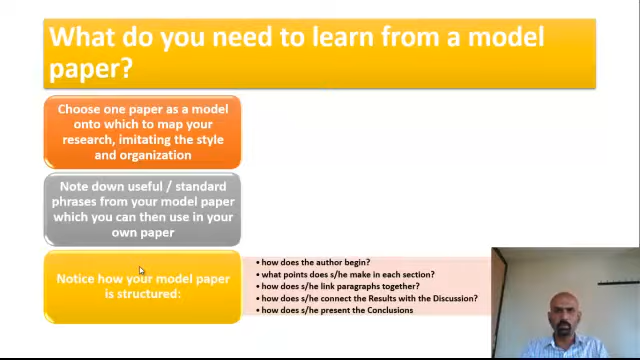 What do you need to learn from a model
paper?
Choose one paper as a model
onto which to map your
research, imitating the style
and organization
Note down useful / standard
phrases from your model paper
which you can then use in your
own paper
Notice how your model paper
is structured:
• how does the author begin?
• what points does s/he make in each section?
• how does s/he link paragraphs together?
• how does s/he connect the Results with the Discussion?
• how does s/he present the Conclusions